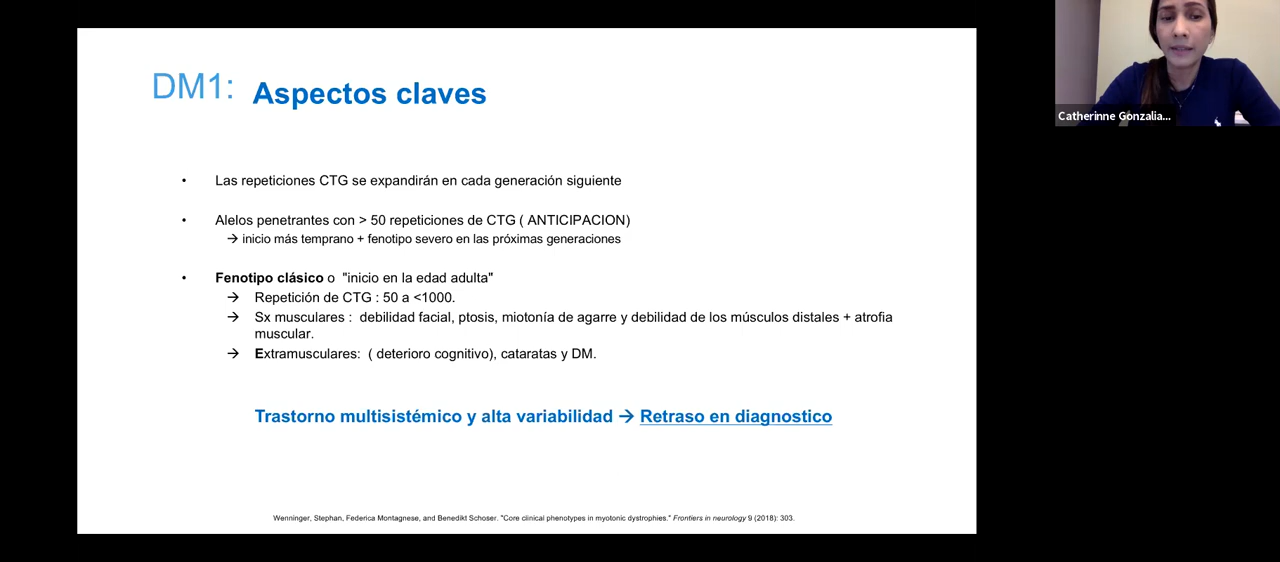 DM1: Aspectos claves
• Las repeticiones CTG se expandirán en cada generación siguiente
• Alelos penetrantes con > 50 repeticiones de CTG ( ANTICIPACION)
→ inicio más temprano + fenotipo severo en las próximas generaciones
• Fenotipo clásico o "inicio en la edad adulta"
→ Repetición de CTG : 50 a <1000.
→ Sx musculares : debilidad facial, ptosis, miotonía de agarre y debilidad de los músculos distales + atrofia
muscular.
→ Extramusculares: ( deterioro cognitivo), cataratas y DM.
Trastorno multisistémico y alta variabilidad → Retraso en diagnostico
Wenninger, Stephan, Federica Montagnese, and Benedikt Schoser. "Core clinical phenotypes in myotonic dystrophies." Frontiers in neurology 9 (2018): 303.
Catherinne Gonzalia...